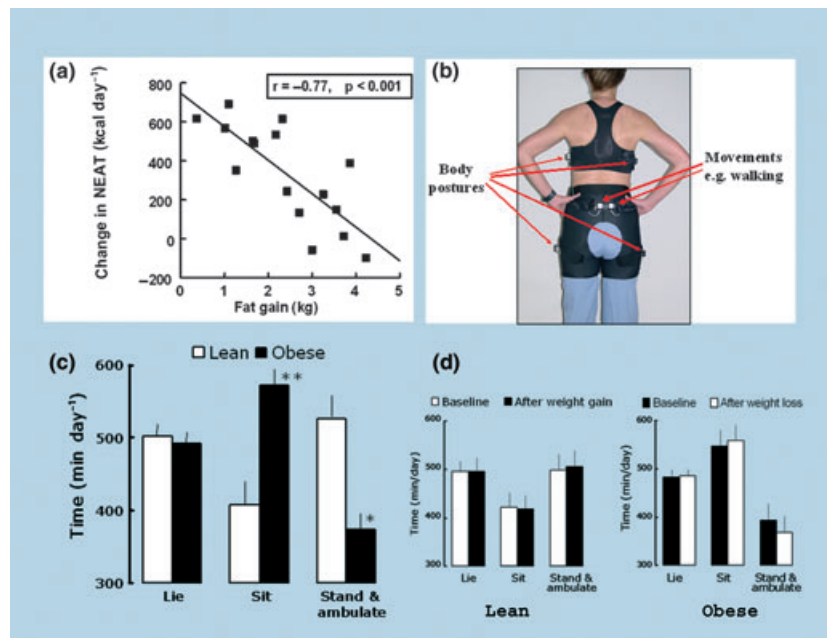 (a)
Change in NEAT (kcal day⁻¹)
800
600
400
200
0
−200
r = −0.77, p < 0.001
0 1 2 3 4 5
Fat gain (kg)
(b)
Body
postures
Movements
e.g. walking
(c)
Lean Obese
Time (min day⁻¹)
600
500
400
300
**
*
Lie Sit Stand &
ambulate
(d)
Baseline After weight gain
Time (min/day)
600
500
400
300
Lie Sit Stand &
ambulate
Lean
Baseline After weight loss
Time (min/day)
600
500
400
300
Lie Sit Stand &
ambulate
Obese